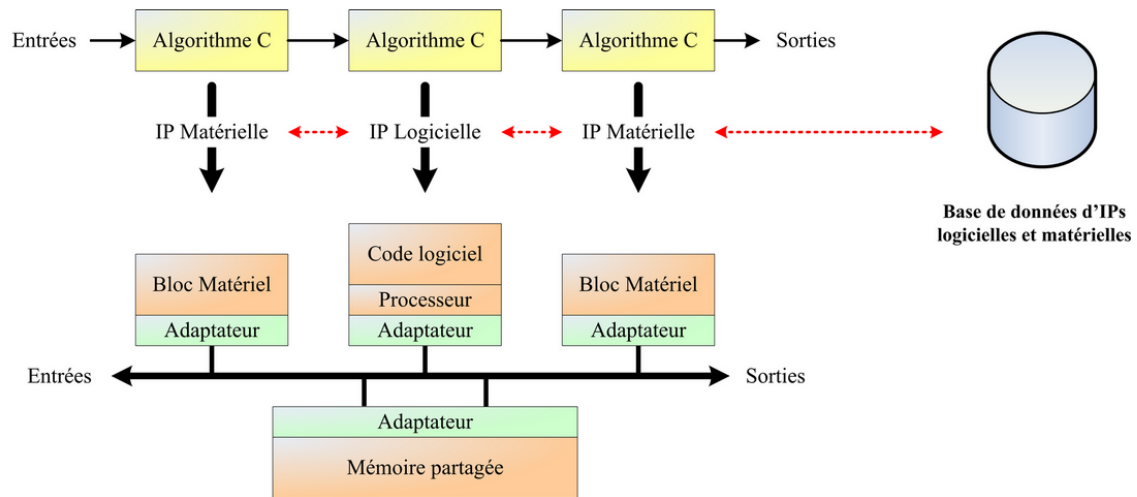 Entrées
Algorithme C
Algorithme C
Algorithme C
Sorties
IP Matérielle
IP Logicielle
IP Matérielle
Base de données d’IPs
logicielles et matérielles
Code logiciel
Bloc Matériel
Processeur
Bloc Matériel
Adaptateur
Adaptateur
Adaptateur
Entrées
Sorties
Adaptateur
Mémoire partagée